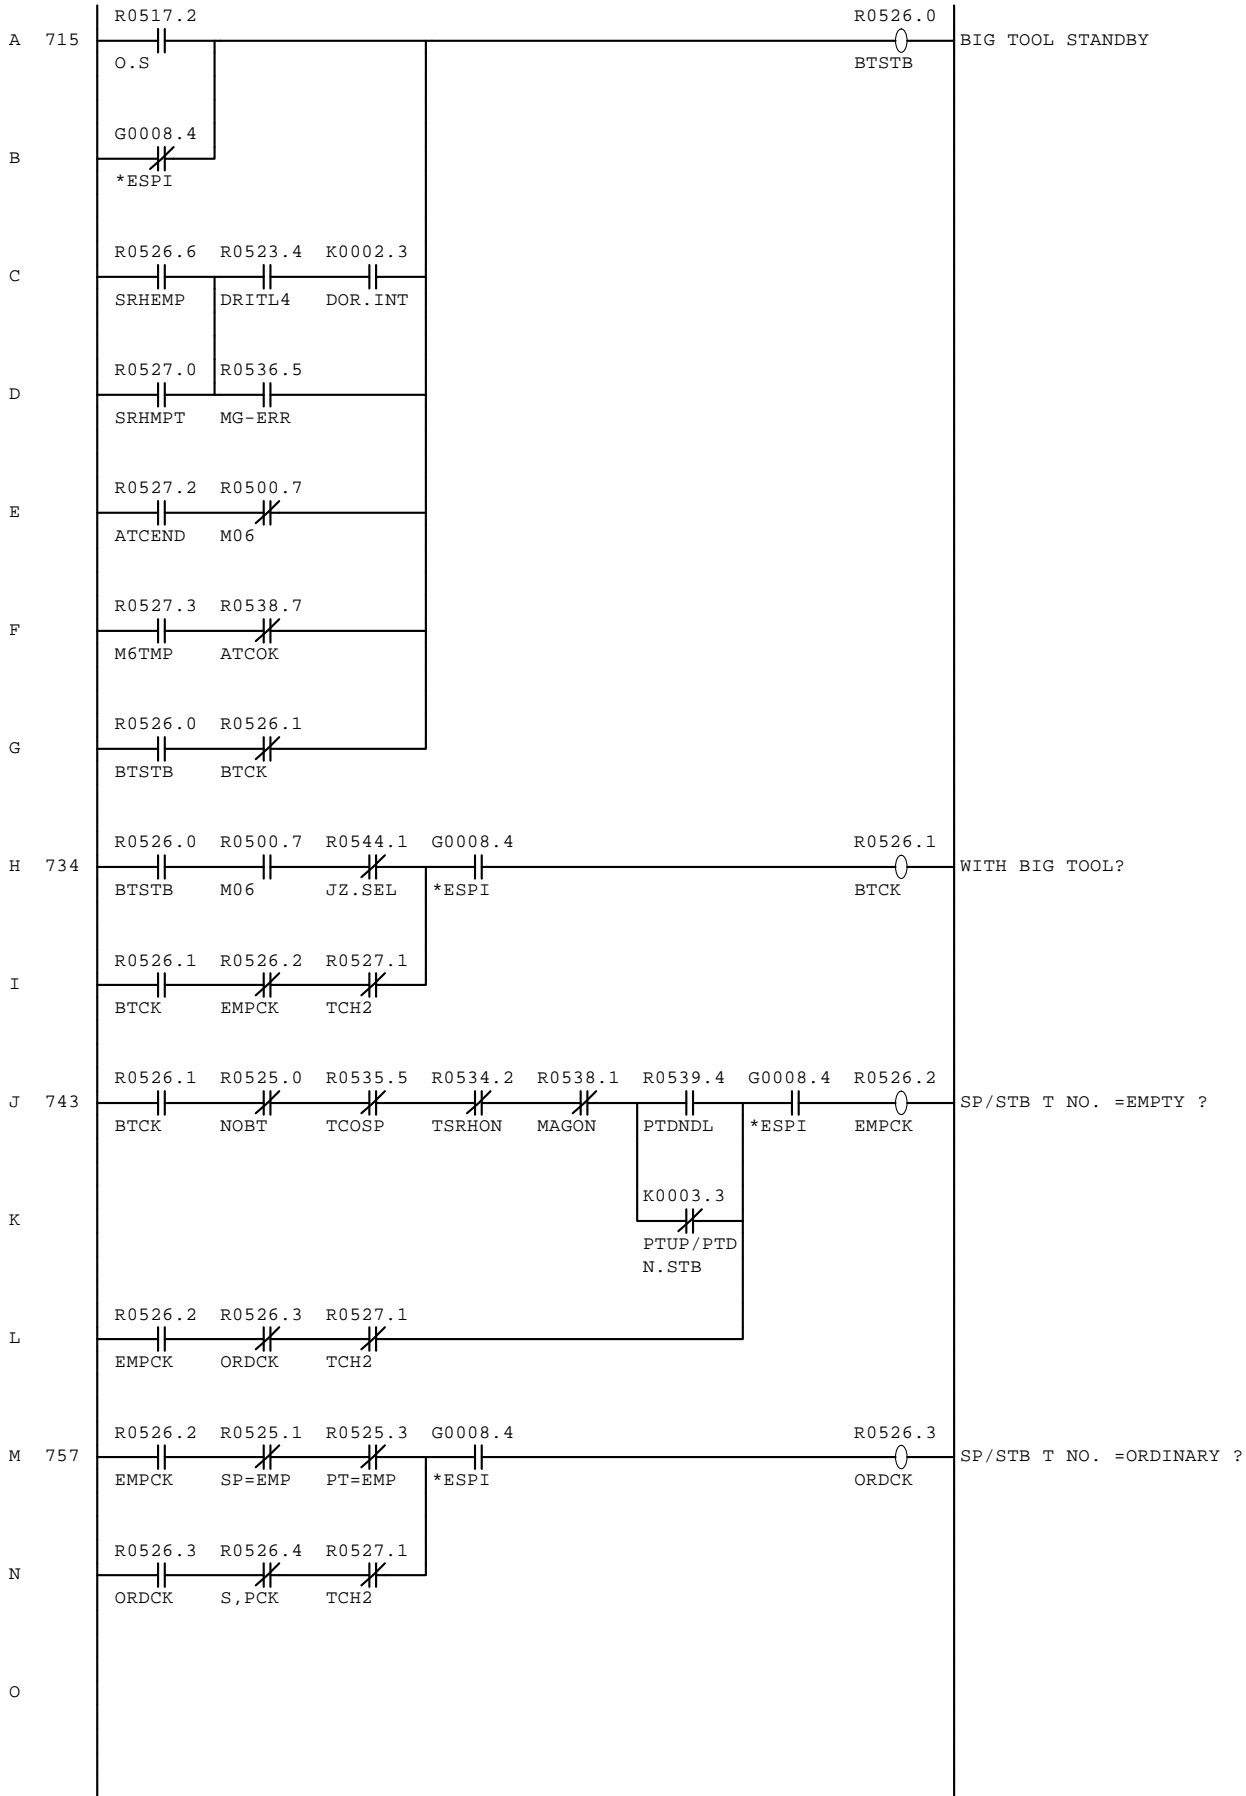 R0517.2 R0526.0
A 715 BIG TOOL STANDBY
O.S BTSTB
G0008.4
B
*ESPI
R0526.6 R0523.4 K0002.3
C
SRHEMP DRITL4 DOR.INT
R0527.0 R0536.5
D
SRHMPT MG-ERR
R0527.2 R0500.7
E
ATCEND M06
R0527.3 R0538.7
F
M6TMP ATCOK
R0526.0 R0526.1
G
BTSTB BTCK
R0526.0 R0500.7 R0544.1 G0008.4 R0526.1
H 734 WITH BIG TOOL?
BTSTB M06 JZ.SEL *ESPI BTCK
R0526.1 R0526.2 R0527.1
I
BTCK EMPCK TCH2
R0526.1 R0525.0 R0535.5 R0534.2 R0538.1 R0539.4 G0008.4 R0526.2
J 743 SP/STB T NO. =EMPTY ?
BTCK NOBT TCOSP TSRHON MAGON PTDNDL *ESPI EMPCK
K0003.3
K
PTUP/PTD
N.STB
R0526.2 R0526.3 R0527.1
L
EMPCK ORDCK TCH2
R0526.2 R0525.1 R0525.3 G0008.4 R0526.3
M 757 SP/STB T NO. =ORDINARY ?
EMPCK SP=EMP PT=EMP *ESPI ORDCK
R0526.3 R0526.4 R0527.1
N
ORDCK S,PCK TCH2
O